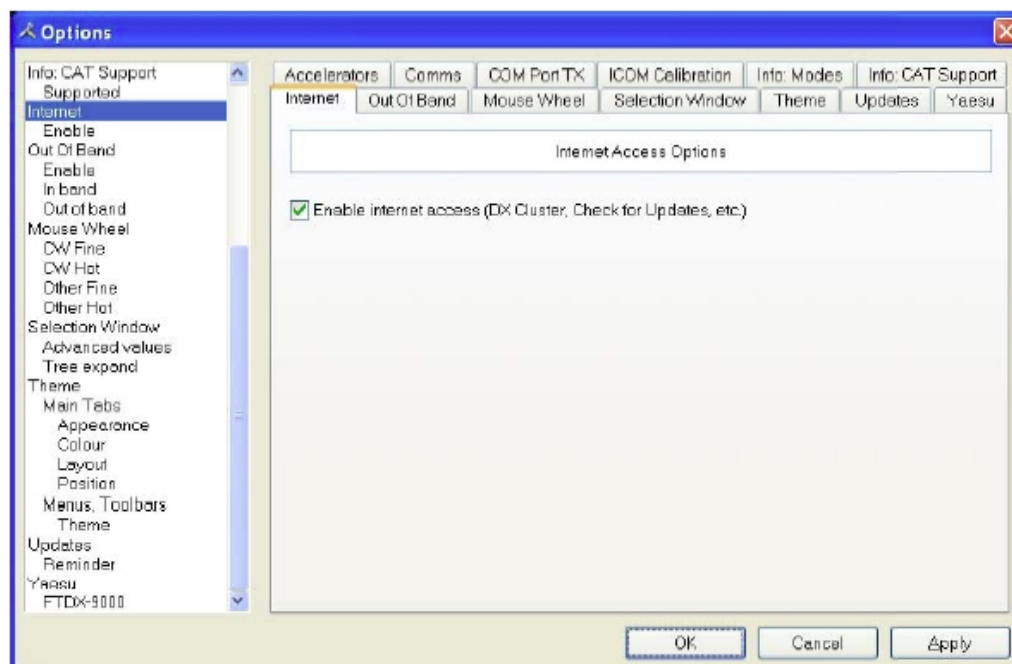 Options
Info: CAT Support
Supported
Internet
Enable
Out Of Band
Enable
In band
Out of band
Mouse Wheel
CW Fine
CW Hot
Other Fine
Other Hot
Selection Window
Advanced values
Tree expand
Theme
Main Tabs
Appearance
Colour
Layout
Position
Menus, Toolbars
Theme
Updates
Reminder
Yaesu
FTDX-9000
Accelerators Comms COM Port TX ICOM Calibration Info: Modes Info: CAT Support
Internet Out Of Band Mouse Wheel Selection Window Theme Updates Yaesu
Internet Access Options
Enable internet access (DX Cluster, Check for Updates, etc.)
OK Cancel Apply